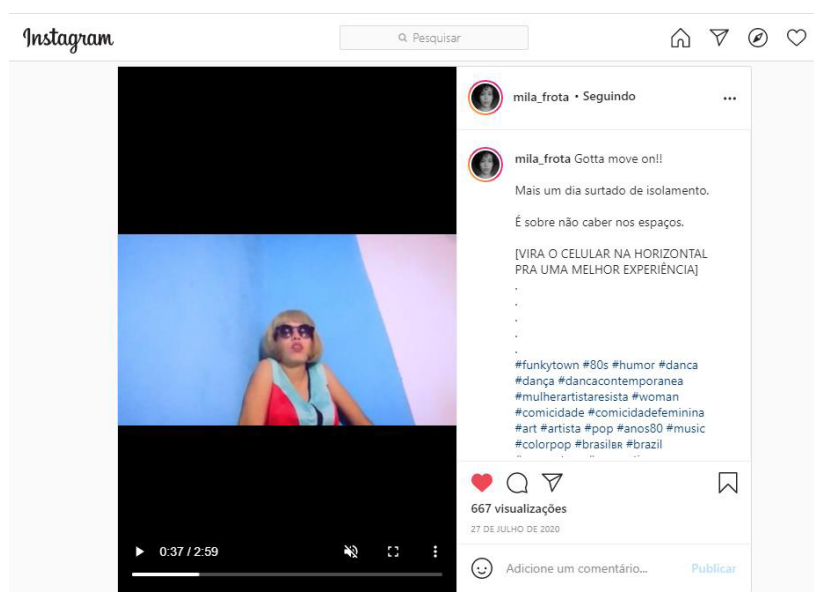 Instagram
Pesquisar
mila_frota • Seguindo
mila_frota Gotta move on!!
Mais um dia surtado de isolamento.
É sobre não caber nos espaços.
[VIRA O CELULAR NA HORIZONTAL
PRA UMA MELHOR EXPERIÊNCIA]
.
.
.
.
.
#funkytown #80s #humor #danca
#dança #dancacontemporanea
#mulherartistaresista #woman
#comicidade #comicidadefeminina
#art #artista #pop #anos80 #music
#colorpop #brasil🇧🇷 #brazil
667 visualizações
27 DE JULHO DE 2020
0:37 / 2:59
Adicione um comentário... Publicar